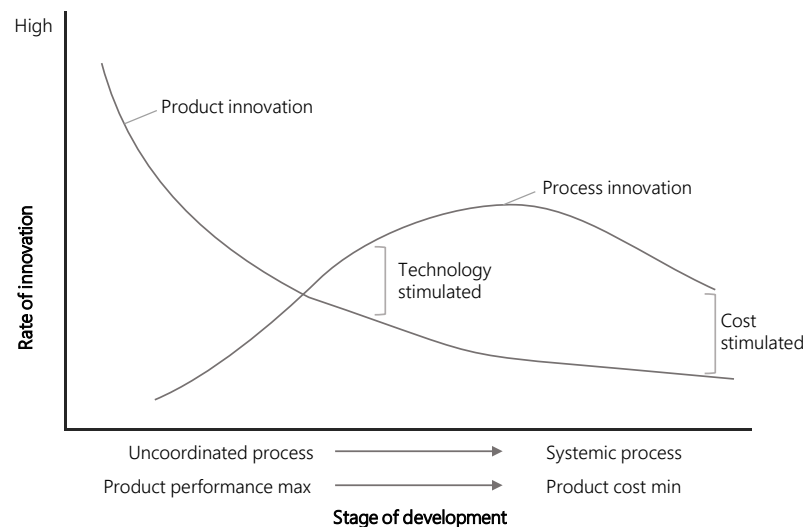 High
Product innovation
Process innovation
Rate of innovation
Technology
stimulated
Cost
stimulated
Uncoordinated process
Systemic process
Product performance max
Product cost min
Stage of development